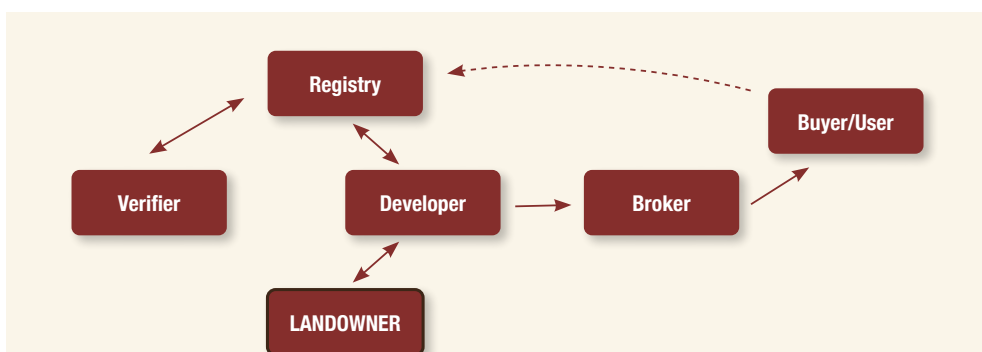 Registry
Buyer/User
Verifier
Developer
Broker
LANDOWNER